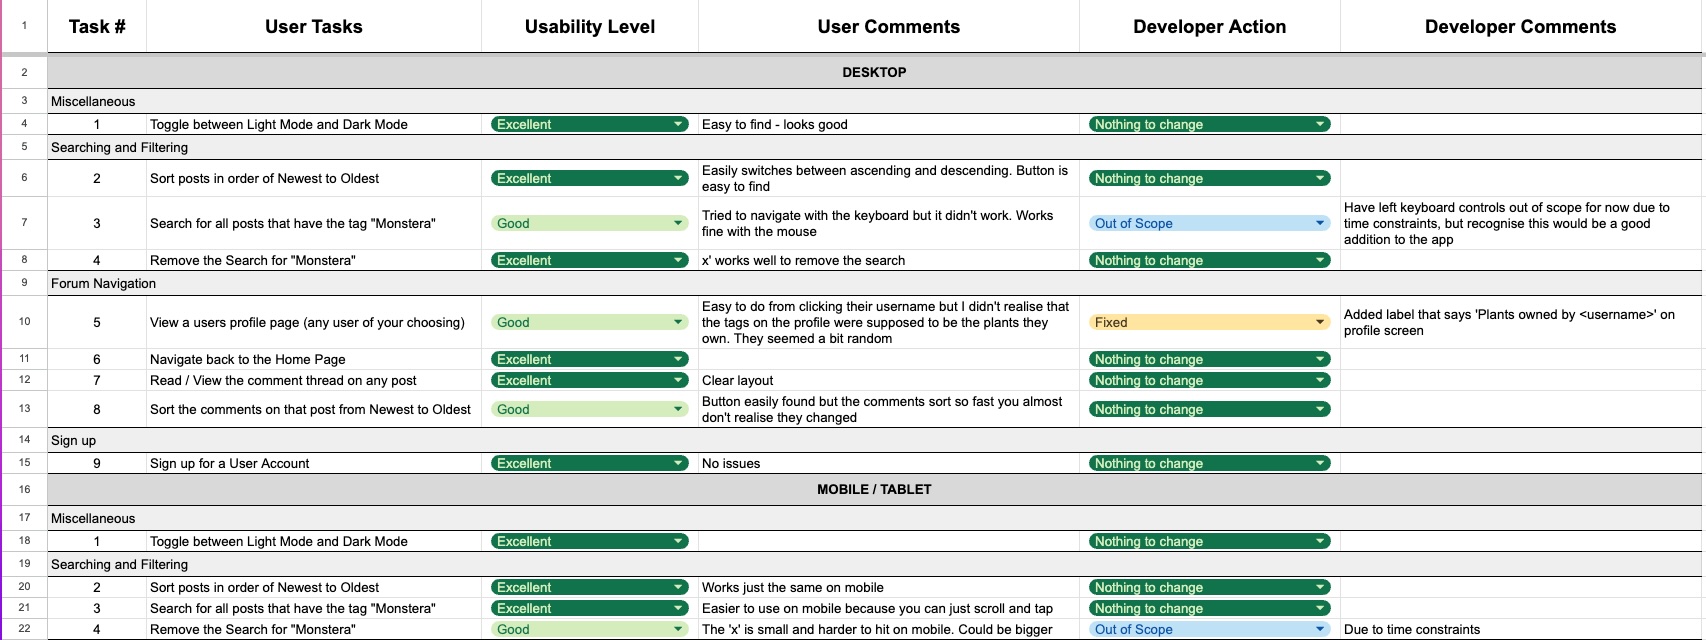 1 Task # User Tasks Usability Level User Comments Developer Action Developer Comments
2 DESKTOP
3 Miscellaneous
4 1 Toggle between Light Mode and Dark Mode Excellent Easy to find - looks good Nothing to change
5 Searching and Filtering
6 2 Sort posts in order of Newest to Oldest Excellent Easily switches between ascending and descending. Button is
easy to find Nothing to change
7 3 Search for all posts that have the tag "Monstera" Good Tried to navigate with the keyboard but it didn't work. Works
fine with the mouse Out of Scope Have left keyboard controls out of scope for now due to
time constraints, but recognise this would be a good
addition to the app
8 4 Remove the Search for "Monstera" Excellent x' works well to remove the search Nothing to change
9 Forum Navigation
10 5 View a users profile page (any user of your choosing) Good Easy to do from clicking their username but I didn't realise that
the tags on the profile were supposed to be the plants they
own. They seemed a bit random Fixed Added label that says 'Plants owned by <username>' on
profile screen
11 6 Navigate back to the Home Page Excellent Nothing to change
12 7 Read / View the comment thread on any post Excellent Clear layout Nothing to change
13 8 Sort the comments on that post from Newest to Oldest Good Button easily found but the comments sort so fast you almost
don't realise they changed Nothing to change
14 Sign up
15 9 Sign up for a User Account Excellent No issues Nothing to change
16 MOBILE / TABLET
17 Miscellaneous
18 1 Toggle between Light Mode and Dark Mode Excellent Nothing to change
19 Searching and Filtering
20 2 Sort posts in order of Newest to Oldest Excellent Works just the same on mobile Nothing to change
21 3 Search for all posts that have the tag "Monstera" Excellent Easier to use on mobile because you can just scroll and tap Nothing to change
22 4 Remove the Search for "Monstera" Good The 'x' is small and harder to hit on mobile. Could be bigger Out of Scope Due to time constraints